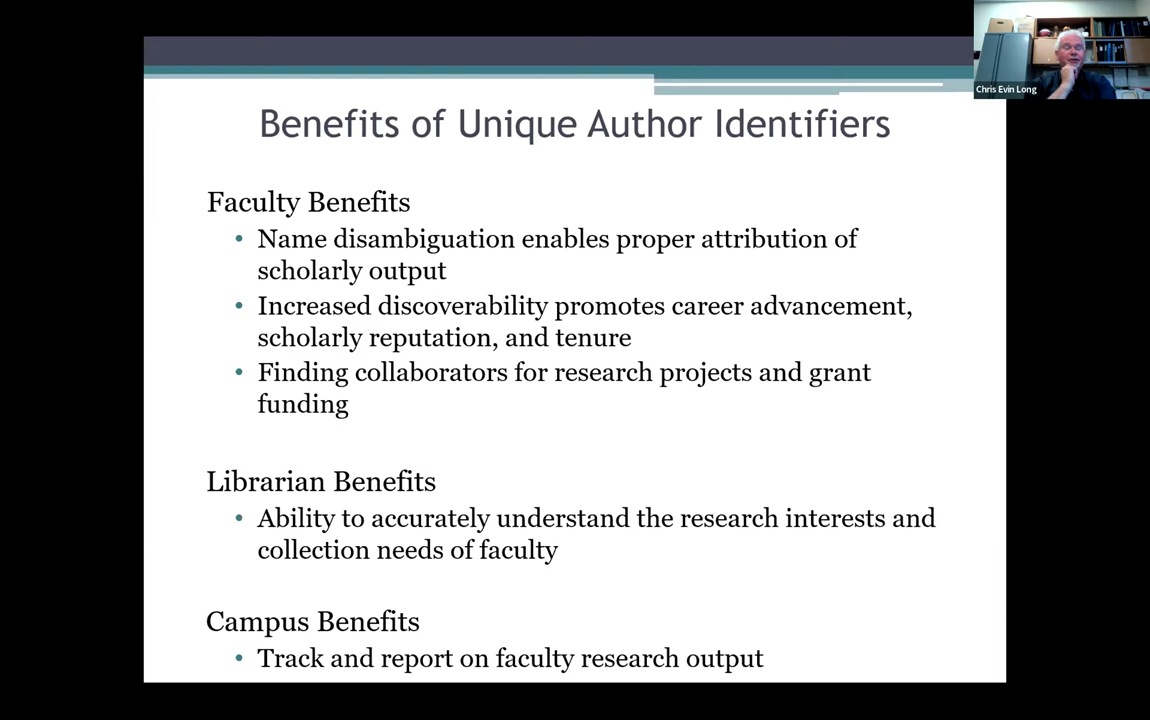 Chris Evin Long
Benefits of Unique Author Identifiers
Faculty Benefits
• Name disambiguation enables proper attribution of
scholarly output
• Increased discoverability promotes career advancement,
scholarly reputation, and tenure
• Finding collaborators for research projects and grant
funding
Librarian Benefits
• Ability to accurately understand the research interests and
collection needs of faculty
Campus Benefits
• Track and report on faculty research output